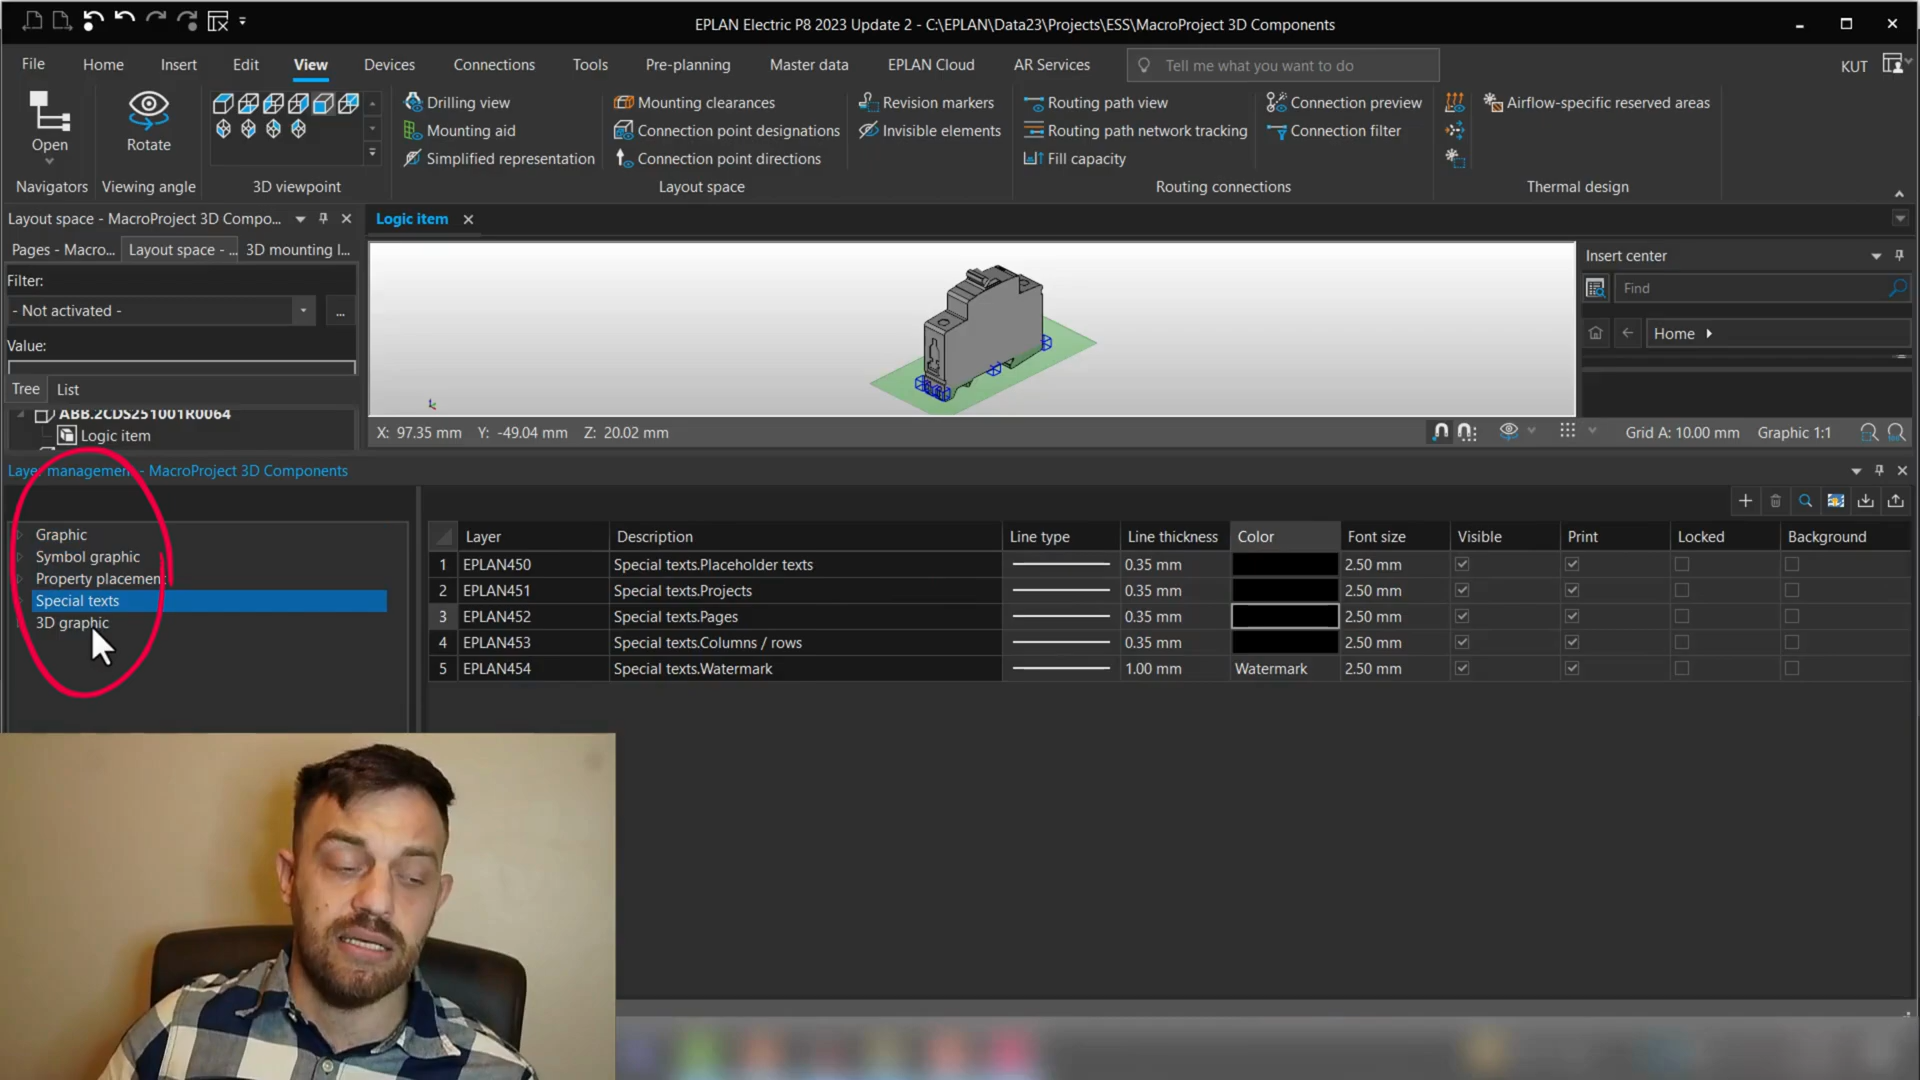 EPLAN Electric P8 2023 Update 2 - C:\EPLAN\Data23\Projects\ESS\MacroProject 3D Components
File Home Insert Edit View Devices Connections Tools Pre-planning Master data EPLAN Cloud AR Services Tell me what you want to do KUT
Drilling view Mounting clearances Revision markers Routing path view Connection preview Airflow-specific reserved areas
Mounting aid Connection point designations Invisible elements Routing path network tracking Connection filter
Open Rotate
Simplified representation Connection point directions Fill capacity
Navigators Viewing angle 3D viewpoint Layout space Routing connections Thermal design
Layout space - MacroProject 3D Compo... Logic item
Pages - Macro... Layout space - ... 3D mounting l... Insert center
Filter:
Find
- Not activated - ...
Home
Value:
Tree List
ABB.2CDS251001R0064
Logic item
X: 97.35 mm Y: -49.04 mm Z: 20.02 mm Grid A: 10.00 mm Graphic 1:1
Layer management - MacroProject 3D Components
Graphic
Symbol graphic
Property placement
Special texts
3D graphic
Layer Description Line type Line thickness Color Font size Visible Print Locked Background
1 EPLAN450 Special texts.Placeholder texts 0.35 mm 2.50 mm
2 EPLAN451 Special texts.Projects 0.35 mm 2.50 mm
3 EPLAN452 Special texts.Pages 0.35 mm 2.50 mm
4 EPLAN453 Special texts.Columns / rows 0.35 mm 2.50 mm
5 EPLAN454 Special texts.Watermark 1.00 mm Watermark 2.50 mm